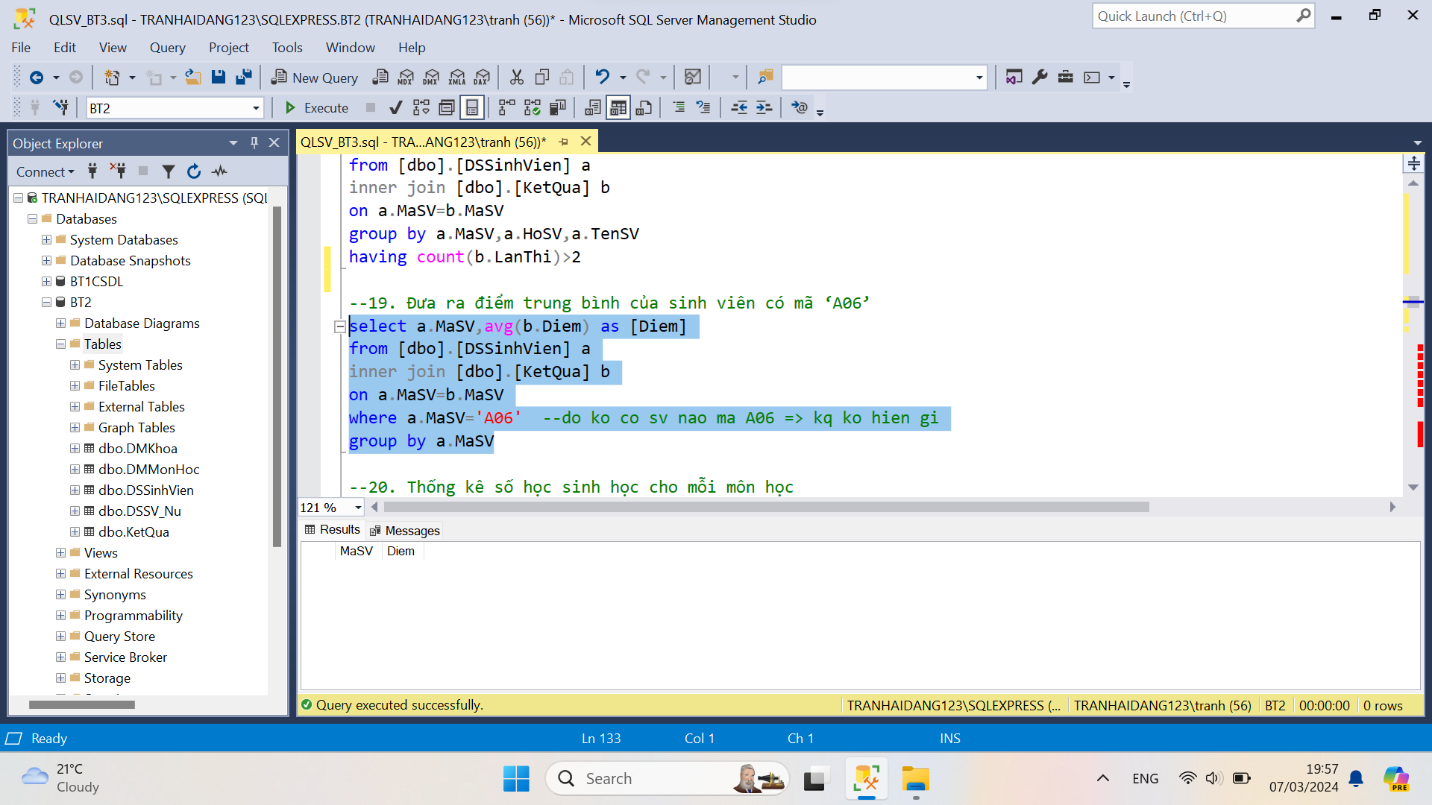 QLSV_BT3.sql - TRANHAIDANG123\SQLEXPRESS.BT2 (TRANHAIDANG123\tranh (56))* - Microsoft SQL Server Management Studio
Quick Launch (Ctrl+Q)
File Edit View Query Project Tools Window Help
New Query
MDX DMX XMLA DAX
BT2
Execute
Object Explorer
QLSV_BT3.sql - TRA...ANG123\tranh (56))*
Connect
TRANHAIDANG123\SQLEXPRESS (SQL
Databases
System Databases
Database Snapshots
BT1CSDL
BT2
Database Diagrams
Tables
System Tables
FileTables
External Tables
Graph Tables
dbo.DMKhoa
dbo.DMMonHoc
dbo.DSSinhVien
dbo.DSSV_Nu
dbo.KetQua
Views
External Resources
Synonyms
Programmability
Query Store
Service Broker
Storage
from [dbo].[DSSinhVien] a
inner join [dbo].[KetQua] b
on a.MaSV=b.MaSV
group by a.MaSV,a.HoSV,a.TenSV
having count(b.LanThi)>2
--19. Đưa ra điểm trung bình của sinh viên có mã ‘A06’
select a.MaSV,avg(b.Diem) as [Diem]
from [dbo].[DSSinhVien] a
inner join [dbo].[KetQua] b
on a.MaSV=b.MaSV
where a.MaSV='A06' --do ko co sv nao ma A06 => kq ko hien gi
group by a.MaSV
--20. Thống kê số học sinh học cho mỗi môn học
121 %
Results Messages
MaSV Diem
Query executed successfully. TRANHAIDANG123\SQLEXPRESS (... TRANHAIDANG123\tranh (56) BT2 00:00:00 0 rows
Ready Ln 133 Col 1 Ch 1 INS
21°C
Cloudy
Search
ENG
19:57
07/03/2024
PRE